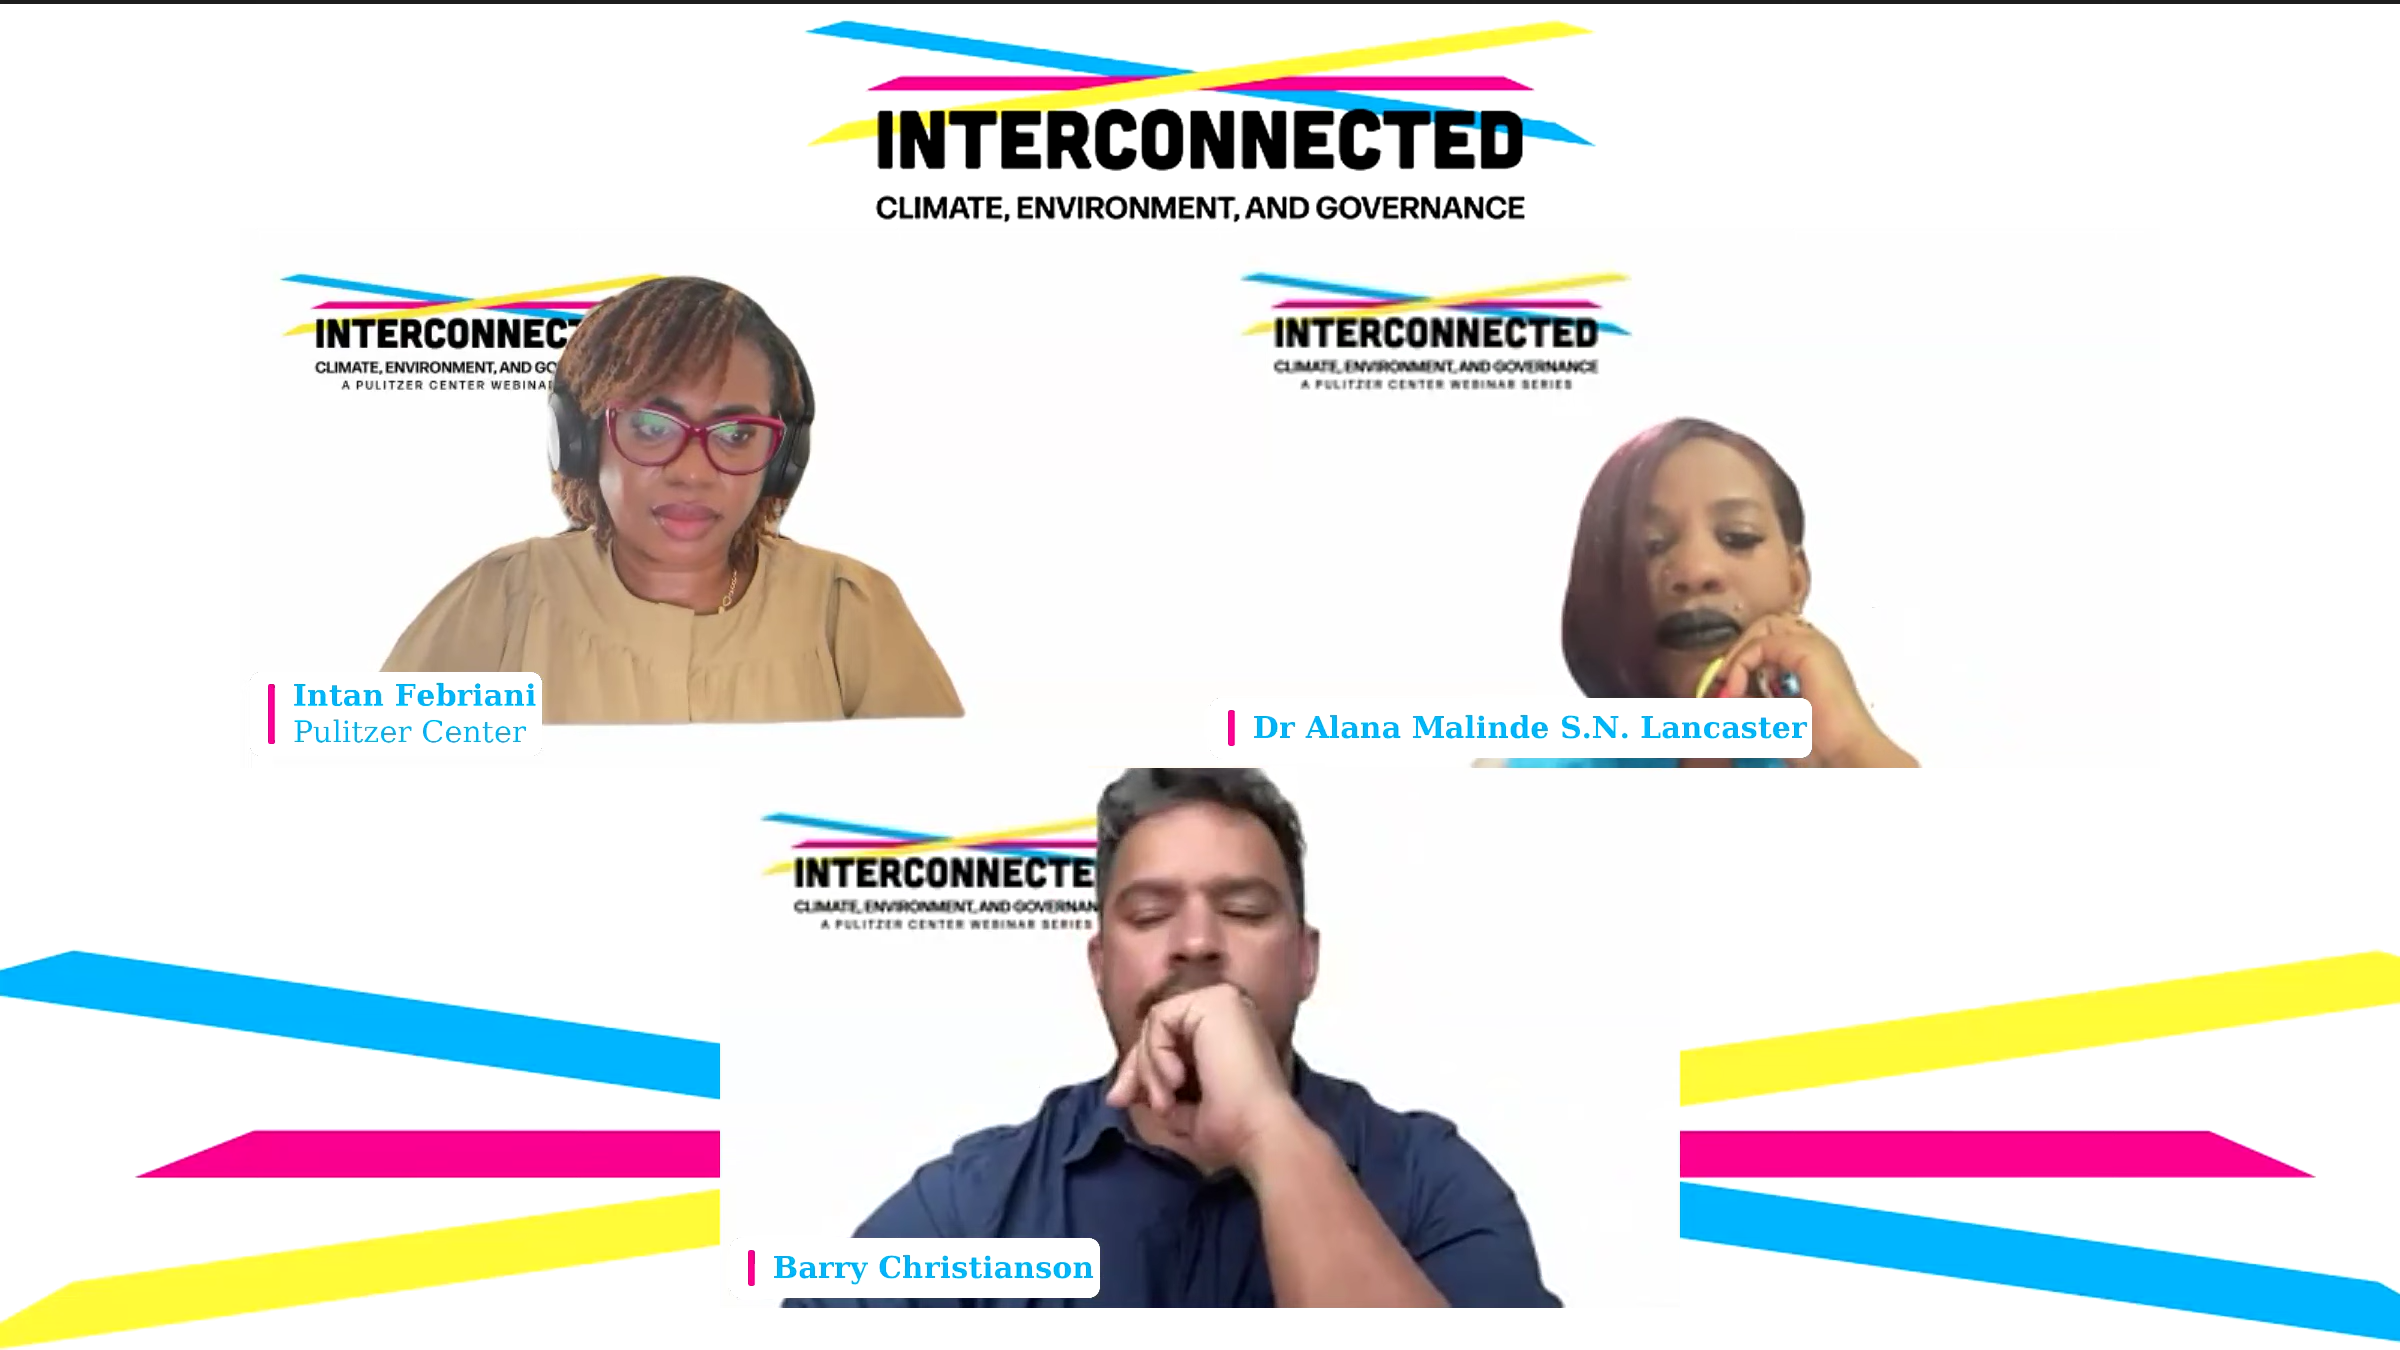 INTERCONNECTED
CLIMATE, ENVIRONMENT, AND GOVERNANCE
INTERCONNECT
CLIMATE, ENVIRONMENT, AND GO
A PULITZER CENTER WEBINAR
Intan Febriani
Pulitzer Center
INTERCONNECTED
CLIMATE, ENVIRONMENT, AND GOVERNANCE
A PULITZER CENTER WEBINAR SERIES
Dr Alana Malinde S.N. Lancaster
INTERCONNECTE
CLIMATE, ENVIRONMENT, AND GOVERNAN
A PULITZER CENTER WEBINAR SERIES
Barry Christianson